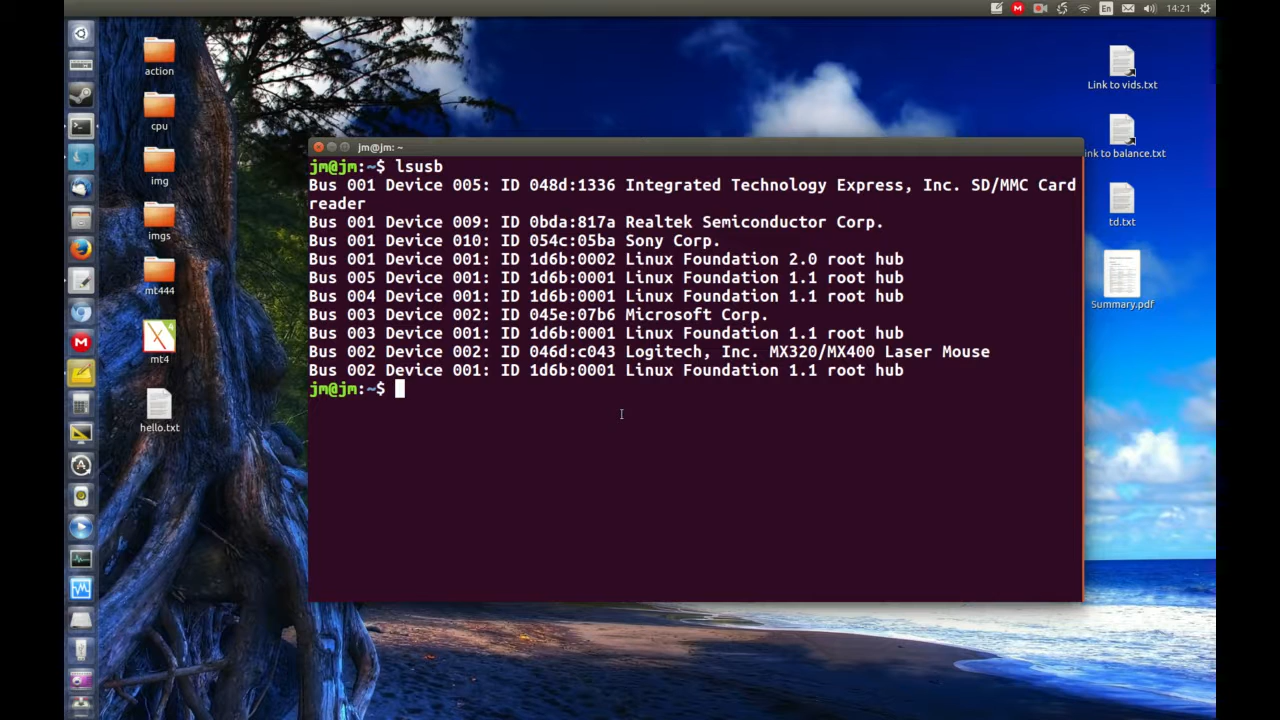 En
14:21
action
cpu
img
imgs
mt444
mt4
hello.txt
Link to vids.txt
ink to balance.txt
td.txt
Summary.pdf
jm@jm: ~
jm@jm:~$ lsusb
Bus 001 Device 005: ID 048d:1336 Integrated Technology Express, Inc. SD/MMC Card
reader
Bus 001 Device 009: ID 0bda:817a Realtek Semiconductor Corp.
Bus 001 Device 010: ID 054c:05ba Sony Corp.
Bus 001 Device 001: ID 1d6b:0002 Linux Foundation 2.0 root hub
Bus 005 Device 001: ID 1d6b:0001 Linux Foundation 1.1 root hub
Bus 004 Device 001: ID 1d6b:0001 Linux Foundation 1.1 root hub
Bus 003 Device 002: ID 045e:07b6 Microsoft Corp.
Bus 003 Device 001: ID 1d6b:0001 Linux Foundation 1.1 root hub
Bus 002 Device 002: ID 046d:c043 Logitech, Inc. MX320/MX400 Laser Mouse
Bus 002 Device 001: ID 1d6b:0001 Linux Foundation 1.1 root hub
jm@jm:~$